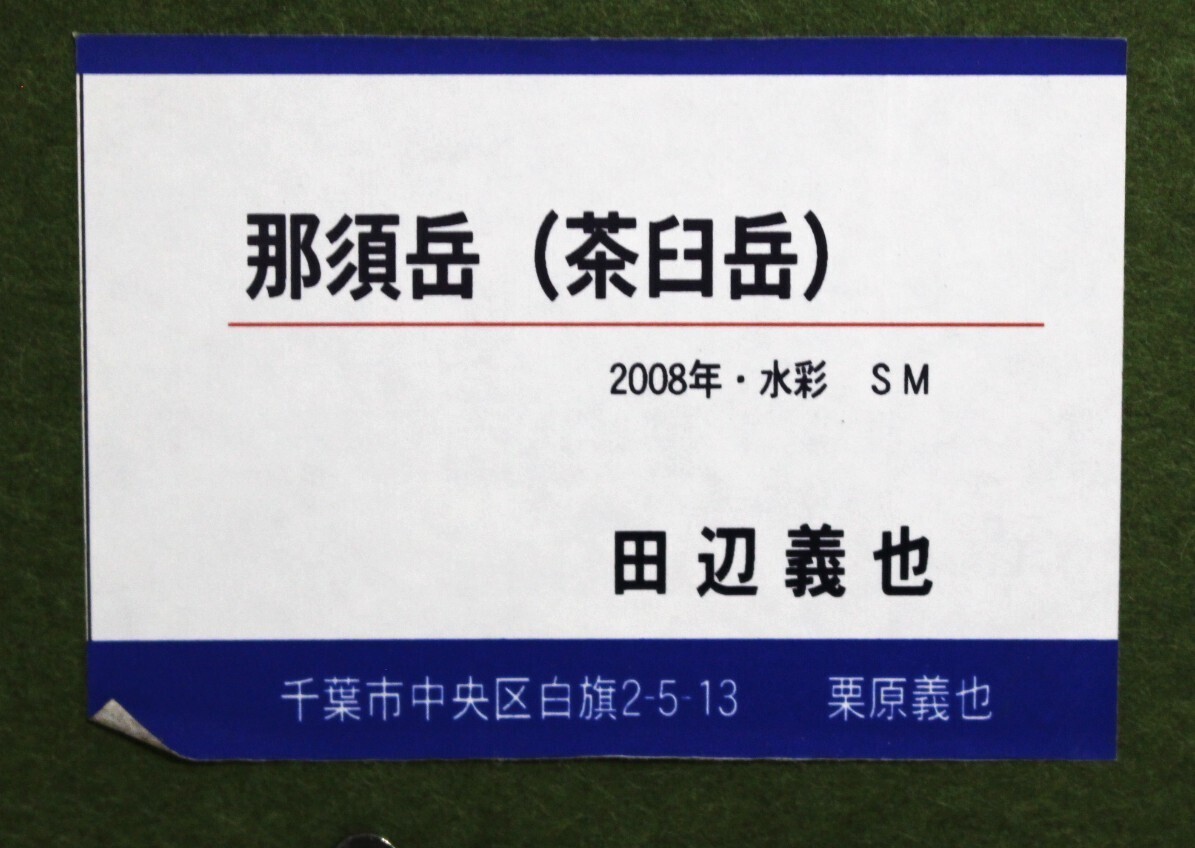 那須岳（茶臼岳）
2008年・水彩　ＳＭ
田辺義也
千葉市中央区白旗2-5-13　　栗原義也